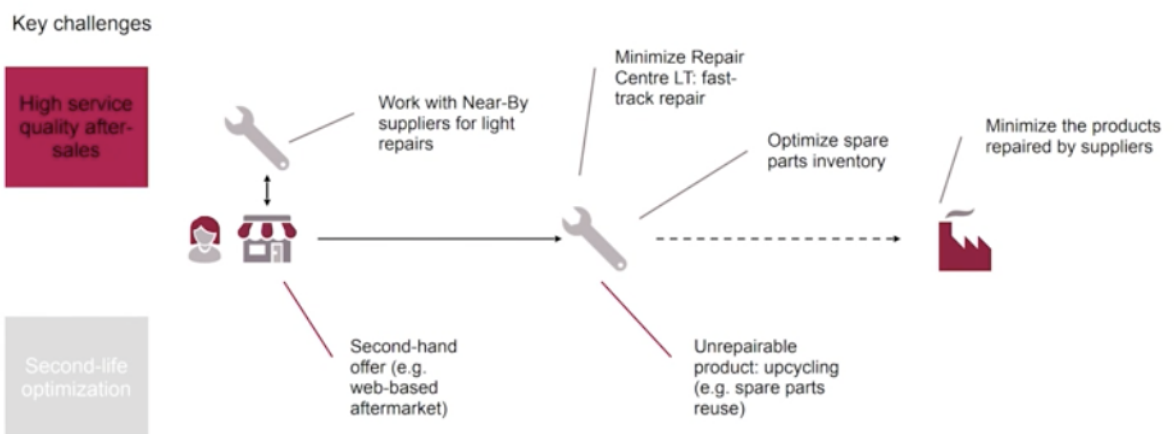 Key challenges
High service
quality after-
sales
Work with Near-By
suppliers for light
repairs
Minimize Repair
Centre LT: fast-
track repair
Optimize spare
parts inventory
Minimize the products
repaired by suppliers
Second-life
optimization
Second-hand
offer (e.g.
web-based
aftermarket)
Unrepairable
product: upcycling
(e.g. spare parts
reuse)